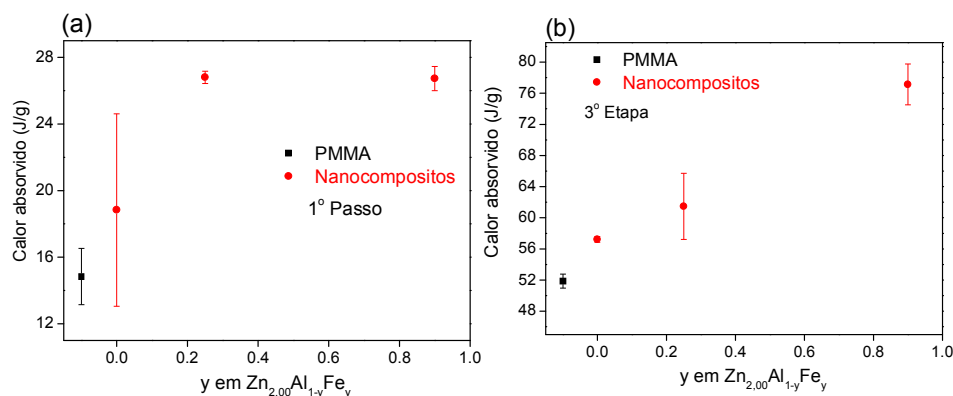 (a)
28
24
20
16
12
Calor absorvido (J/g)
PMMA
Nanocompositos
1º Passo
0.0 0.2 0.4 0.6 0.8 1.0
y em Zn2,00Al1-yFey
(b)
80
76
72
68
64
60
56
52
48
Calor absorvido (J/g)
PMMA
Nanocompositos
3º Etapa
0.0 0.2 0.4 0.6 0.8 1.0
y em Zn2,00Al1-yFey